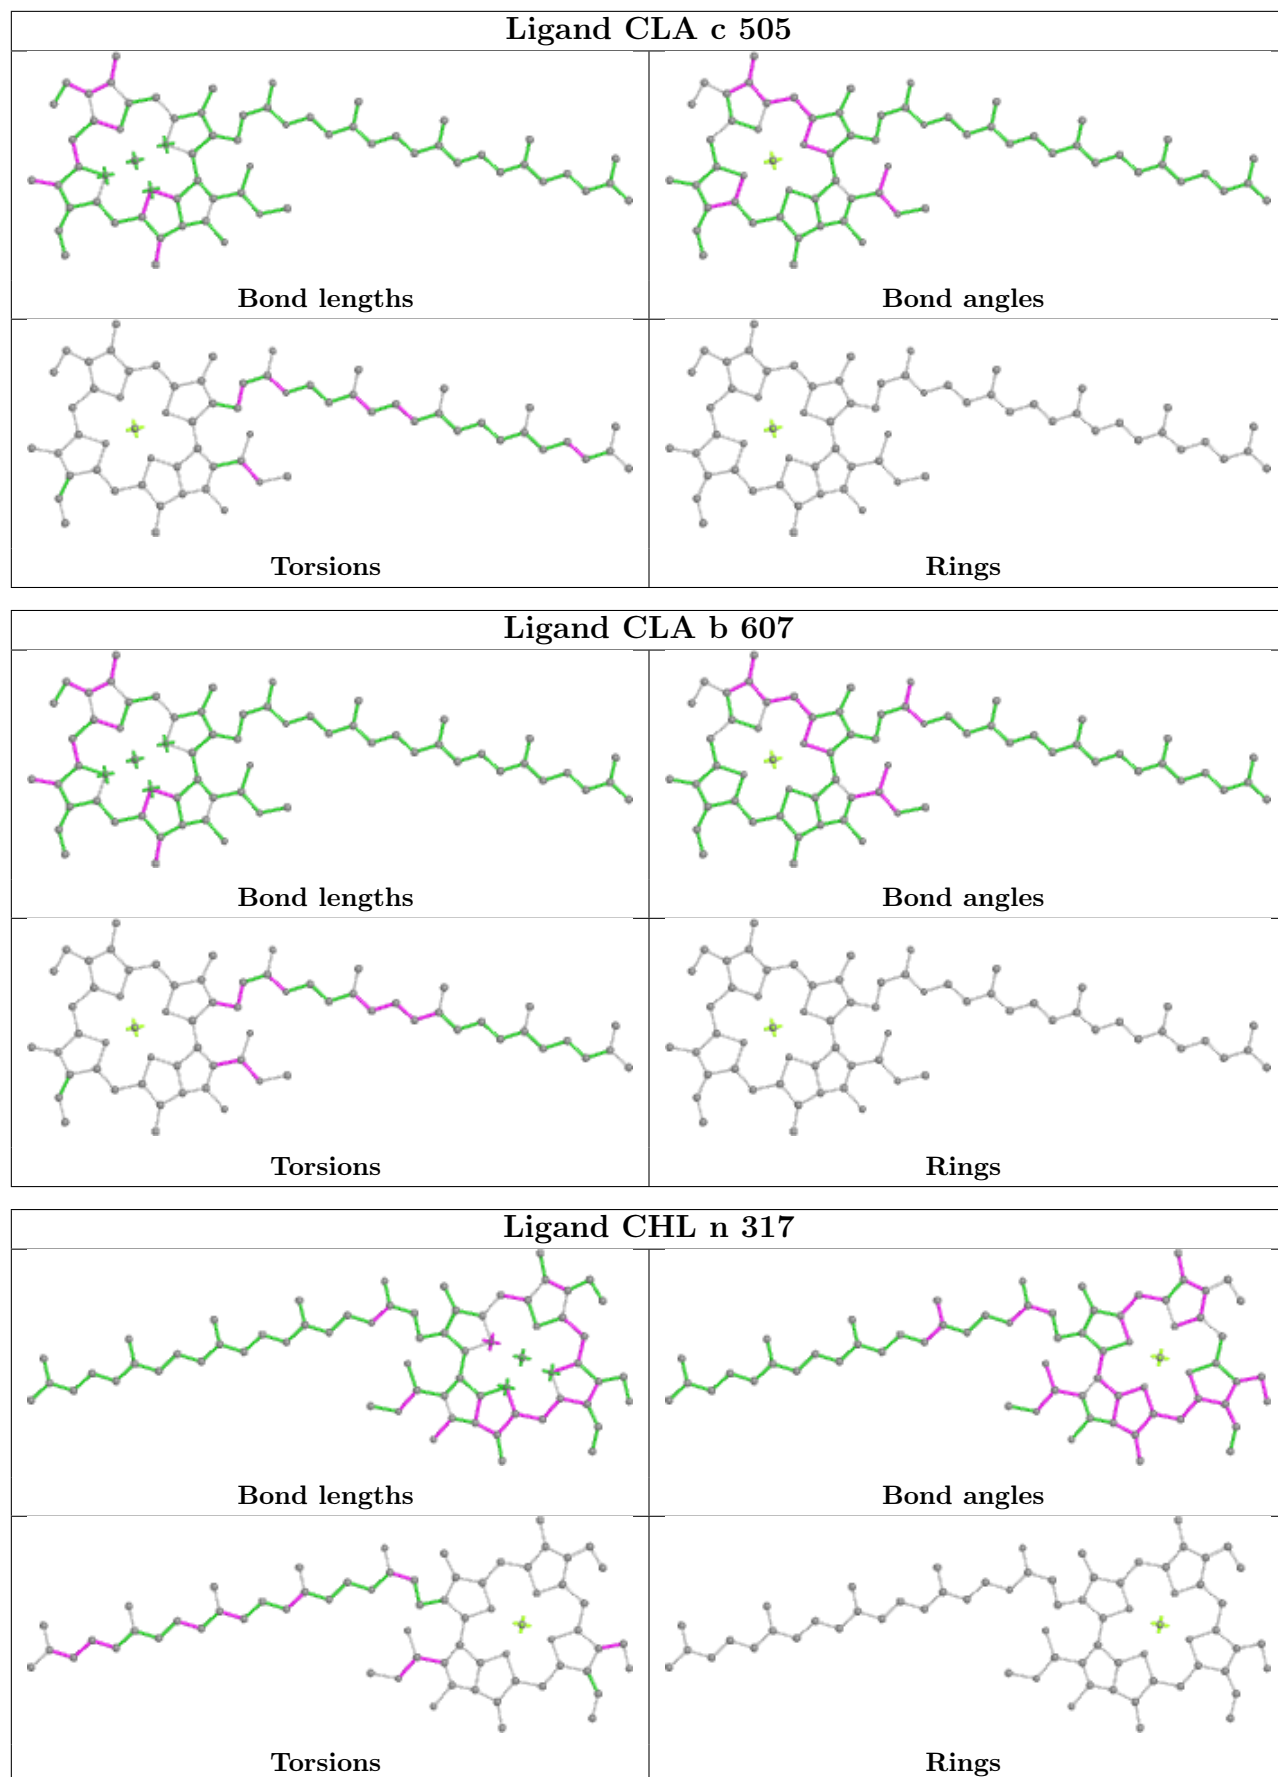 Ligand CLA c 505
Bond lengths
Bond angles
Torsions
Rings
Ligand CLA b 607
Bond lengths
Bond angles
Torsions
Rings
Ligand CHL n 317
Bond lengths
Bond angles
Torsions
Rings